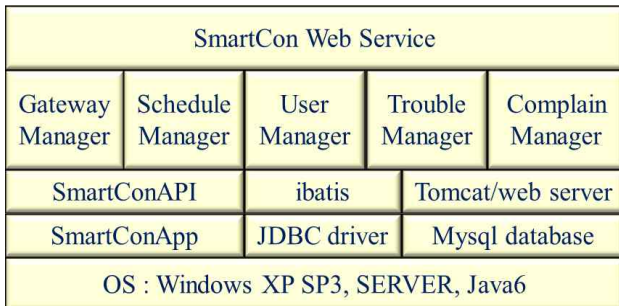 SmartCon Web Service
Gateway Manager
Schedule Manager
User Manager
Trouble Manager
Complain Manager
SmartConAPI
ibatis
Tomcat/web server
SmartConApp
JDBC driver
Mysql database
OS : Windows XP SP3, SERVER, Java6